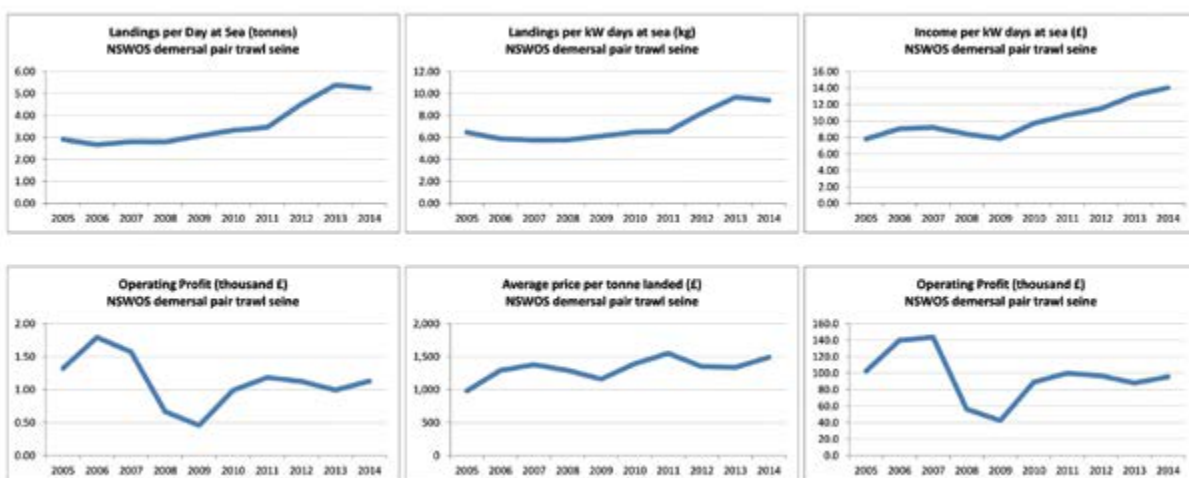 Landings per Day at Sea (tonnes)
NSWOS demersal pair trawl seine
6.00
5.00
4.00
3.00
2.00
1.00
0.00
2005 2006 2007 2008 2009 2010 2011 2012 2013 2014
Landings per kW days at sea (kg)
NSWOS demersal pair trawl seine
12.00
10.00
8.00
6.00
4.00
2.00
0.00
2005 2006 2007 2008 2009 2010 2011 2012 2013 2014
Income per kW days at sea (£)
NSWOS demersal pair trawl seine
16.00
14.00
12.00
10.00
8.00
6.00
4.00
2.00
0.00
2005 2006 2007 2008 2009 2010 2011 2012 2013 2014
Operating Profit (thousand £)
NSWOS demersal pair trawl seine
2.00
1.50
1.00
0.50
0.00
2005 2006 2007 2008 2009 2010 2011 2012 2013 2014
Average price per tonne landed (£)
NSWOS demersal pair trawl seine
2,000
1,500
1,000
500
0
2005 2006 2007 2008 2009 2010 2011 2012 2013 2014
Operating Profit (thousand £)
NSWOS demersal pair trawl seine
160.0
140.0
120.0
100.0
80.0
60.0
40.0
20.0
0.0
2005 2006 2007 2008 2009 2010 2011 2012 2013 2014